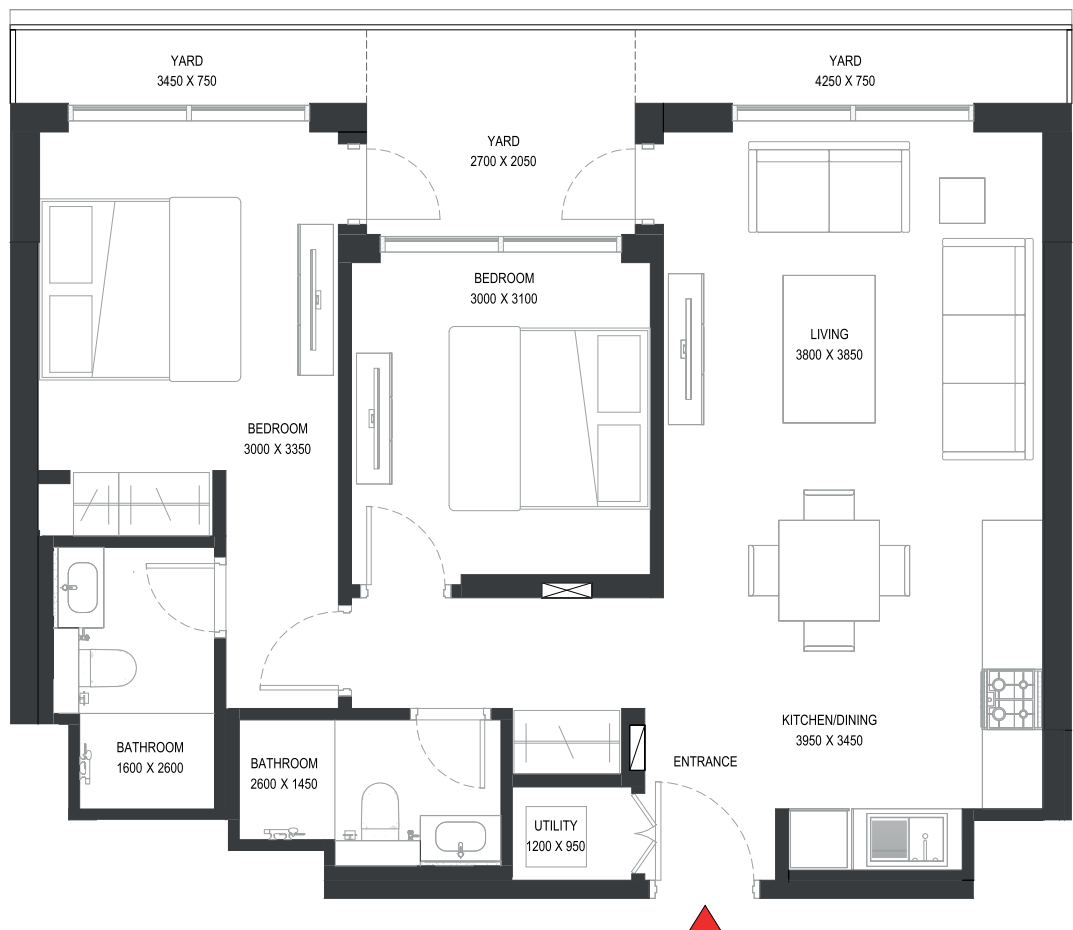 YARD
3450 X 750
YARD
4250 X 750
YARD
2700 X 2050
BEDROOM
3000 X 3100
LIVING
3800 X 3850
BEDROOM
3000 X 3350
KITCHEN/DINING
3950 X 3450
BATHROOM
1600 X 2600
BATHROOM
2600 X 1450
ENTRANCE
UTILITY
1200 X 950